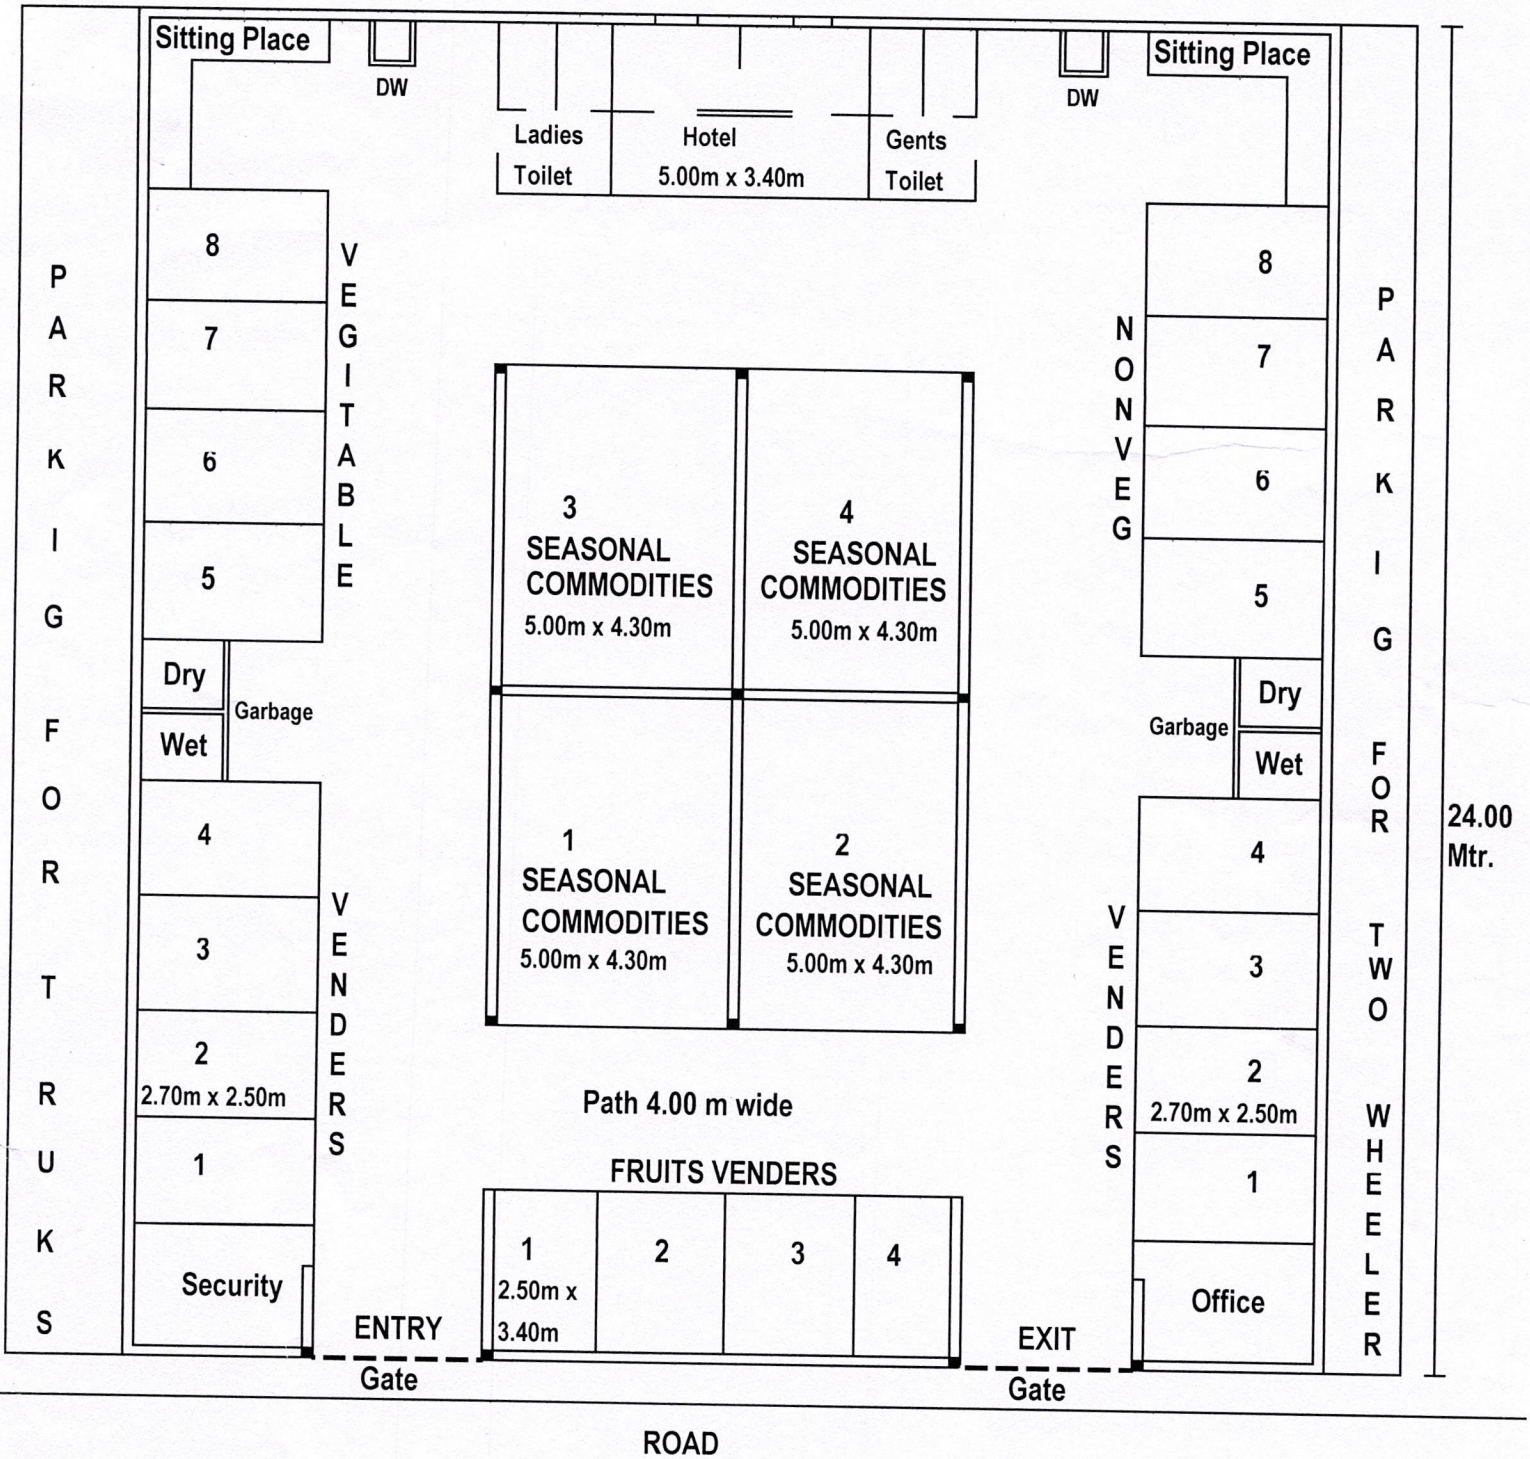 Sitting Place
DW
Ladies
Toilet
Hotel
5.00m x 3.40m
Gents
Toilet
DW
Sitting Place
PARKIG FOR TRUKS
8
7
6
5
VEGITABLE
Dry
Wet
Garbage
4
3
2
2.70m x 2.50m
1
VENDERS
Security
3
SEASONAL
COMMODITIES
5.00m x 4.30m
4
SEASONAL
COMMODITIES
5.00m x 4.30m
1
SEASONAL
COMMODITIES
5.00m x 4.30m
2
SEASONAL
COMMODITIES
5.00m x 4.30m
Path 4.00 m wide
FRUITS VENDERS
1
2.50m x
3.40m
2
3
4
NONVEG
8
7
6
5
Garbage
Dry
Wet
VENDERS
4
3
2
2.70m x 2.50m
1
Office
PARKIG FOR TWO WHEELER
24.00
Mtr.
ENTRY
Gate
EXIT
Gate
ROAD